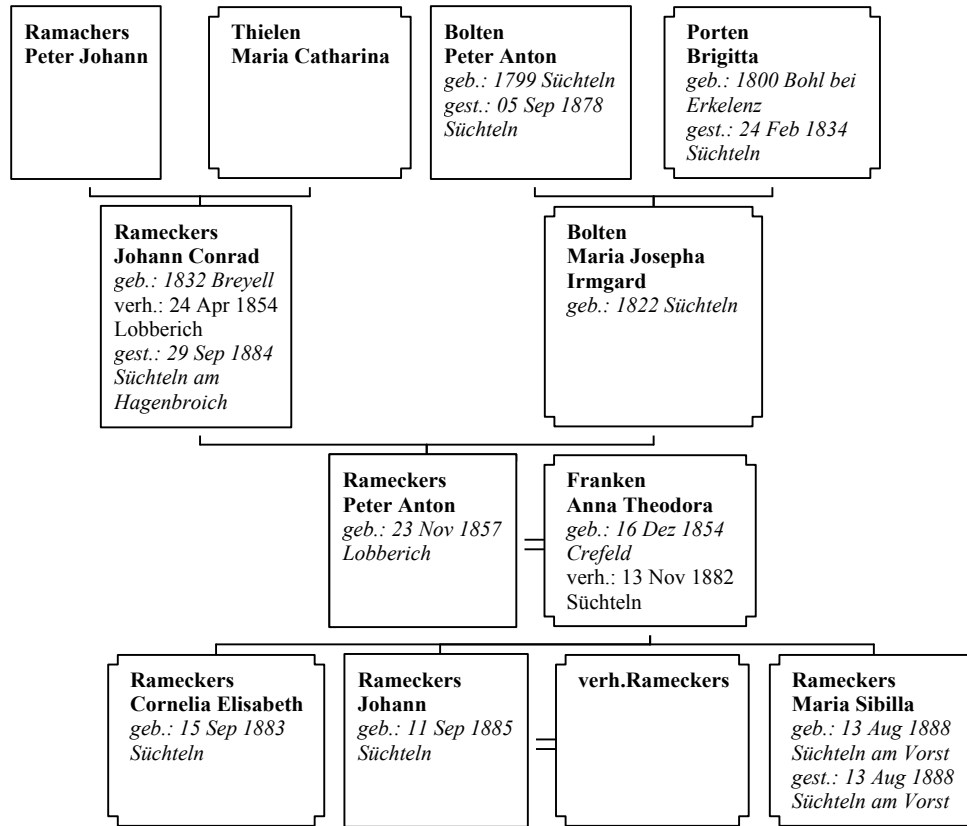 Ramachers
Peter Johann
Thielen
Maria Catharina
Bolten
Peter Anton
geb.: 1799 Süchteln
gest.: 05 Sep 1878
Süchteln
Porten
Brigitta
geb.: 1800 Bohl bei
Erkelenz
gest.: 24 Feb 1834
Süchteln
Rameckers
Johann Conrad
geb.: 1832 Breyell
verh.: 24 Apr 1854
Lobberich
gest.: 29 Sep 1884
Süchteln am
Hagenbroich
Bolten
Maria Josepha
Irmgard
geb.: 1822 Süchteln
Rameckers
Peter Anton
geb.: 23 Nov 1857
Lobberich
Franken
Anna Theodora
geb.: 16 Dez 1854
Crefeld
verh.: 13 Nov 1882
Süchteln
Rameckers
Cornelia Elisabeth
geb.: 15 Sep 1883
Süchteln
Rameckers
Johann
geb.: 11 Sep 1885
Süchteln
verh.Rameckers
Rameckers
Maria Sibilla
geb.: 13 Aug 1888
Süchteln am Vorst
gest.: 13 Aug 1888
Süchteln am Vorst